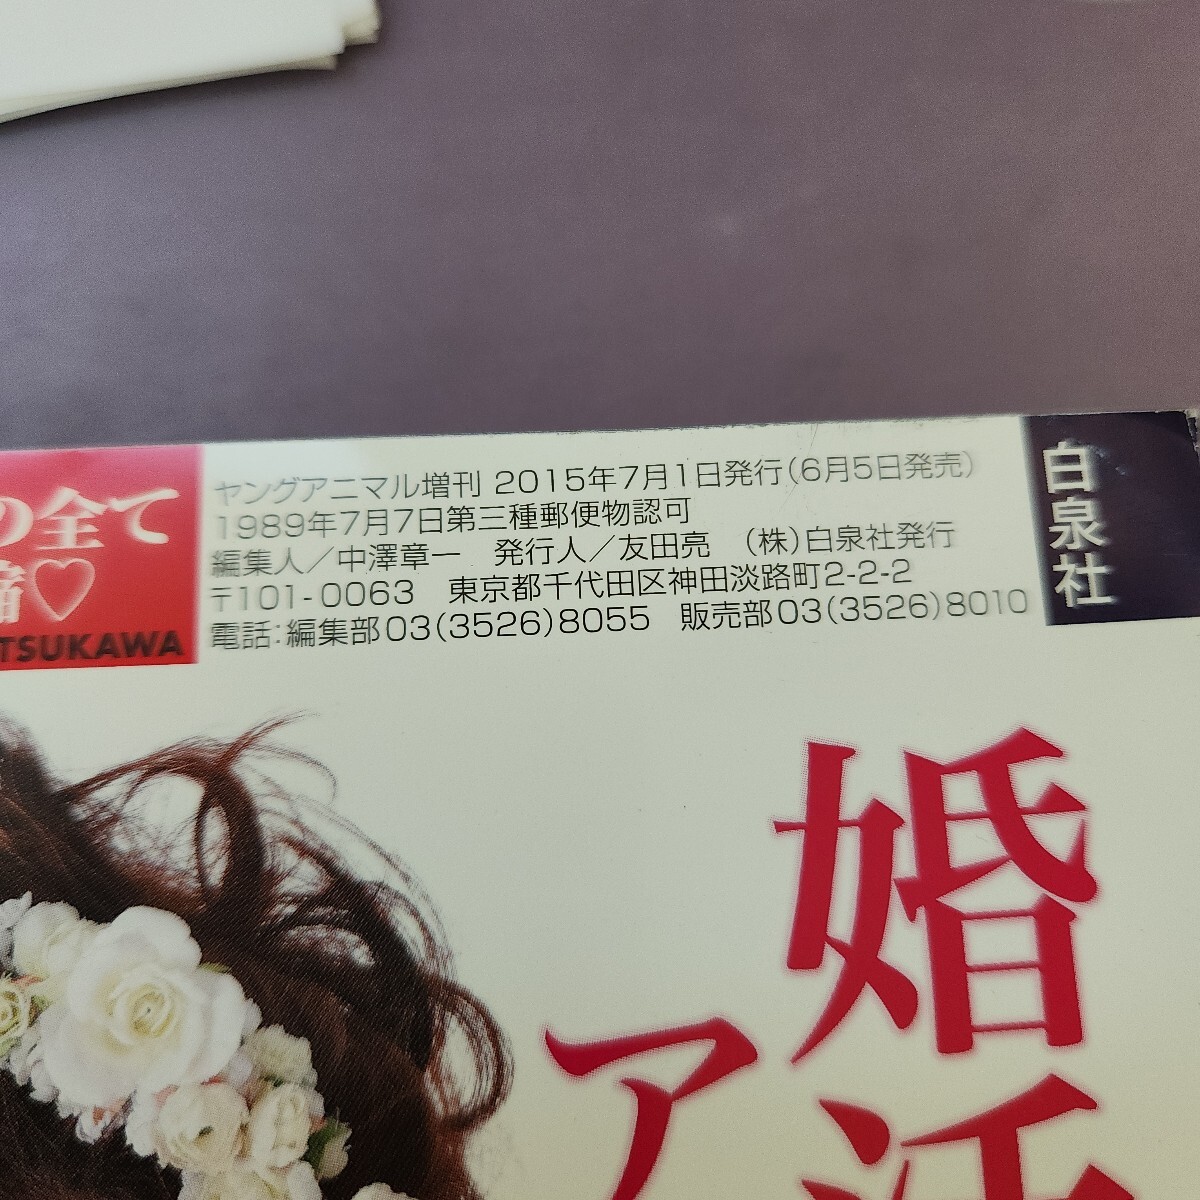 の全て
縮♡
TSUKAWA
ヤングアニマル増刊 2015年7月1日発行（6月5日発売）
1989年7月7日第三種郵便物認可
編集人／中澤章一　発行人／友田亮　（株）白泉社発行
〒101-0063　東京都千代田区神田淡路町2-2-2
電話：編集部03(3526)8055　販売部03(3526)8010
白泉社
婚活
ア